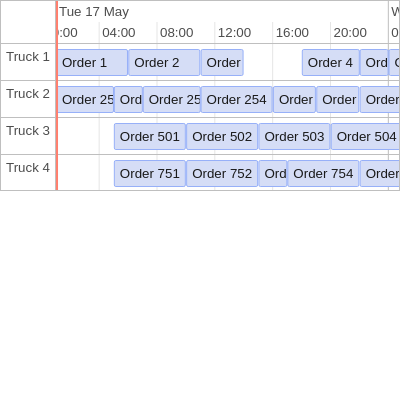 Tue 17 May W
:00 04:00 08:00 12:00 16:00 20:00 0
Truck 1 Order 1 Order 2 Order Order 4 Ord
Truck 2 Order 25 Ord Order 25 Order 254 Order Order Order
Truck 3 Order 501 Order 502 Order 503 Order 504
Truck 4 Order 751 Order 752 Ord Order 754 Order